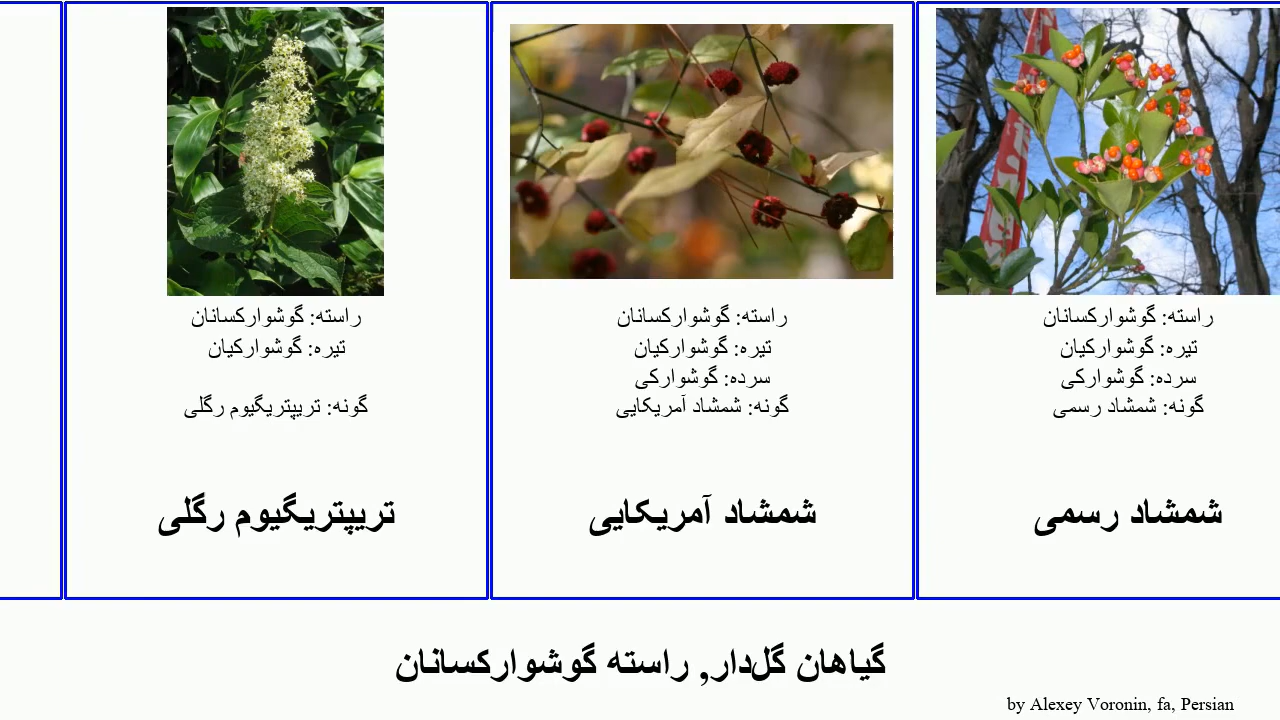 راسته: گوشوارکسانان
تیره: گوشوارکیان
گونه: تریپتریگیوم رگلی
تریپتریگیوم رگلی
راسته: گوشوارکسانان
تیره: گوشوارکیان
سرده: گوشوارکی
گونه: شمشاد آمریکایی
شمشاد آمریکایی
راسته: گوشوارکسانان
تیره: گوشوارکیان
سرده: گوشوارکی
گونه: شمشاد رسمی
شمشاد رسمی
گیاهان گل‌دار, راسته گوشوارکسانان
by Alexey Voronin, fa, Persian